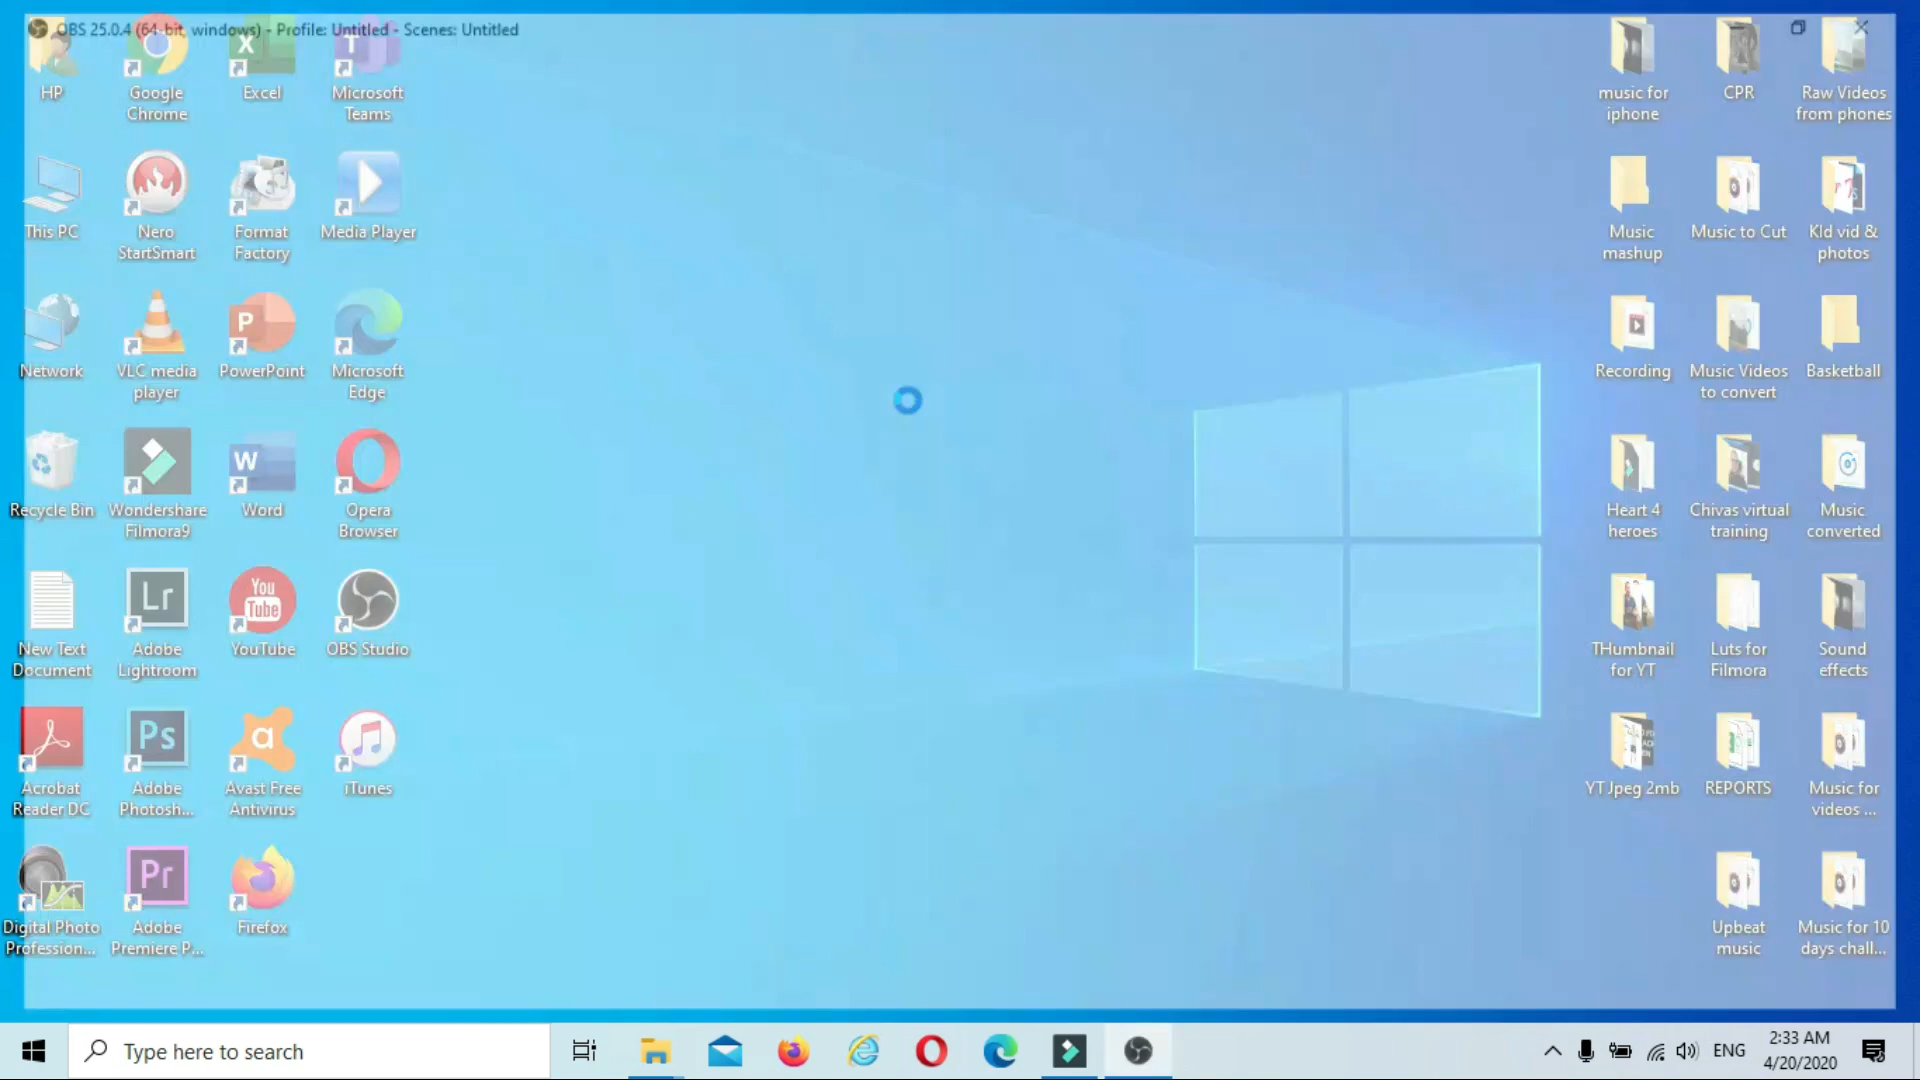 OBS 25.0.4 (64-bit, windows) - Profile: Untitled - Scenes: Untitled
HP
Google
Chrome
Excel
Microsoft
Teams
music for
iphone
CPR
Raw Videos
from phones
This PC
Nero
StartSmart
Format
Factory
Media Player
Music
mashup
Music to Cut
KId vid &
photos
Network
VLC media
player
PowerPoint
Microsoft
Edge
Recording
Music Videos
to convert
Basketball
Recycle Bin
Wondershare
Filmora9
Word
Opera
Browser
Heart 4
heroes
Chivas virtual
training
Music
converted
New Text
Document
Lr
Adobe
Lightroom
You
Tube
YouTube
OBS Studio
THumbnail
for YT
Luts for
Filmora
Sound
effects
Acrobat
Reader DC
Ps
Adobe
Photosh...
Avast Free
Antivirus
iTunes
YT Jpeg 2mb
REPORTS
Music for
videos ...
Digital Photo
Profession...
Pr
Adobe
Premiere P...
Firefox
Upbeat
music
Music for 10
days chall...
Type here to search
ENG
2:33 AM
4/20/2020